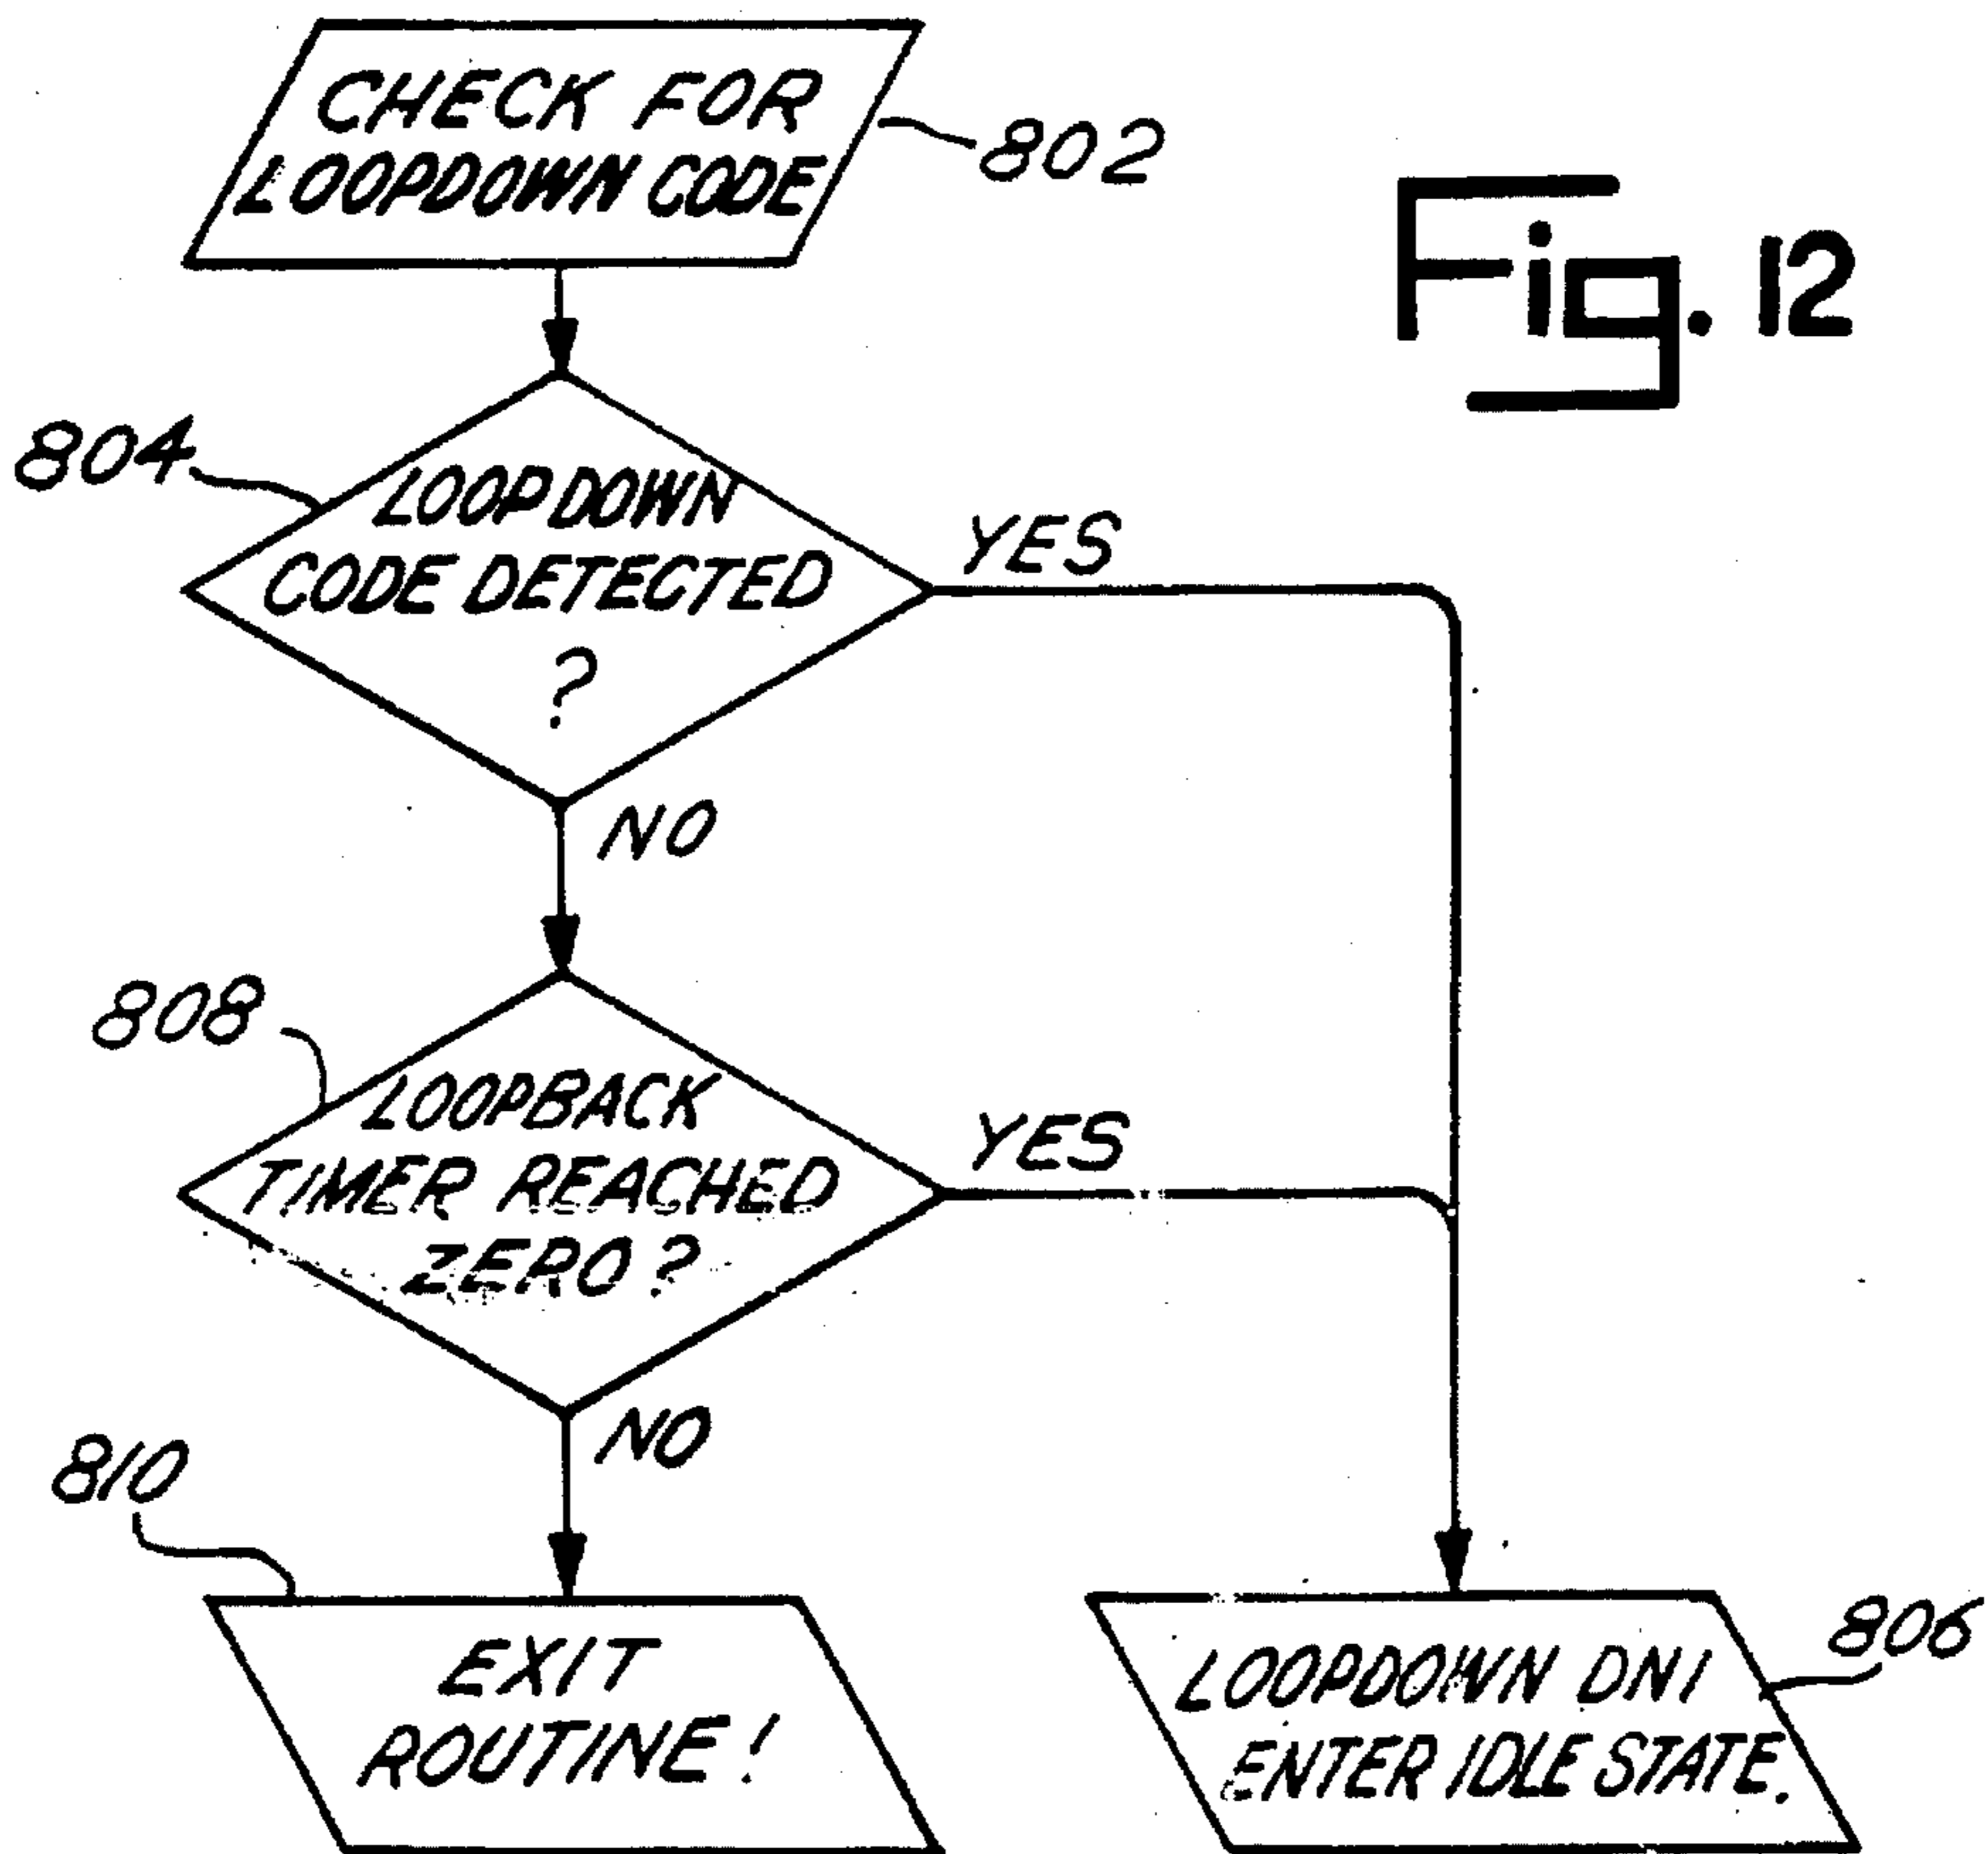 CHECK FOR
LOOPDOWN CODE
802
Fig. 12
804
LOOPDOWN
CODE DETECTED
?
YES
NO
808
LOOPBACK
TIMER REACHED
ZERO?
YES
NO
810
EXIT
ROUTINE!
LOOPDOWN DNI
ENTER IDLE STATE.
806